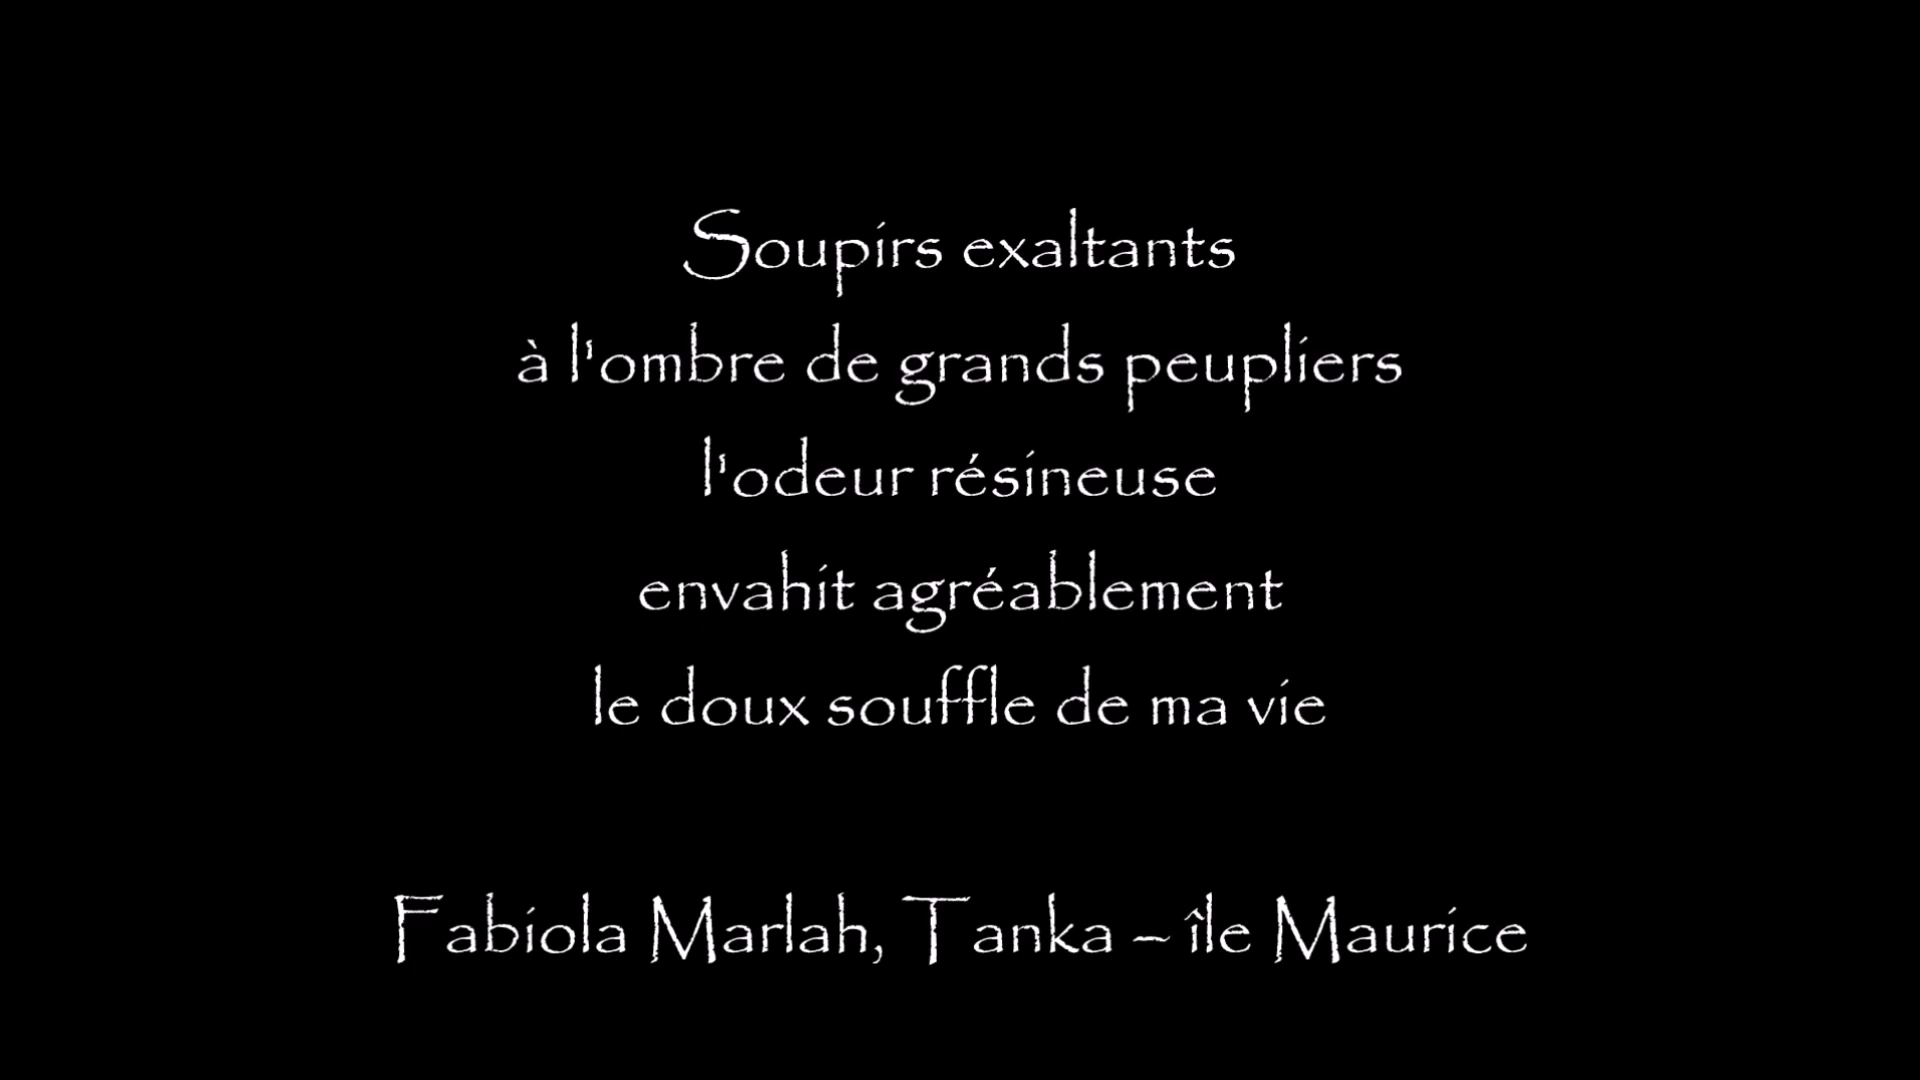 Soupirs exaltants
à l'ombre de grands peupliers
l'odeur résineuse
envahit agréablement
le doux souffle de ma vie
Fabiola Marlah, Tanka – île Maurice